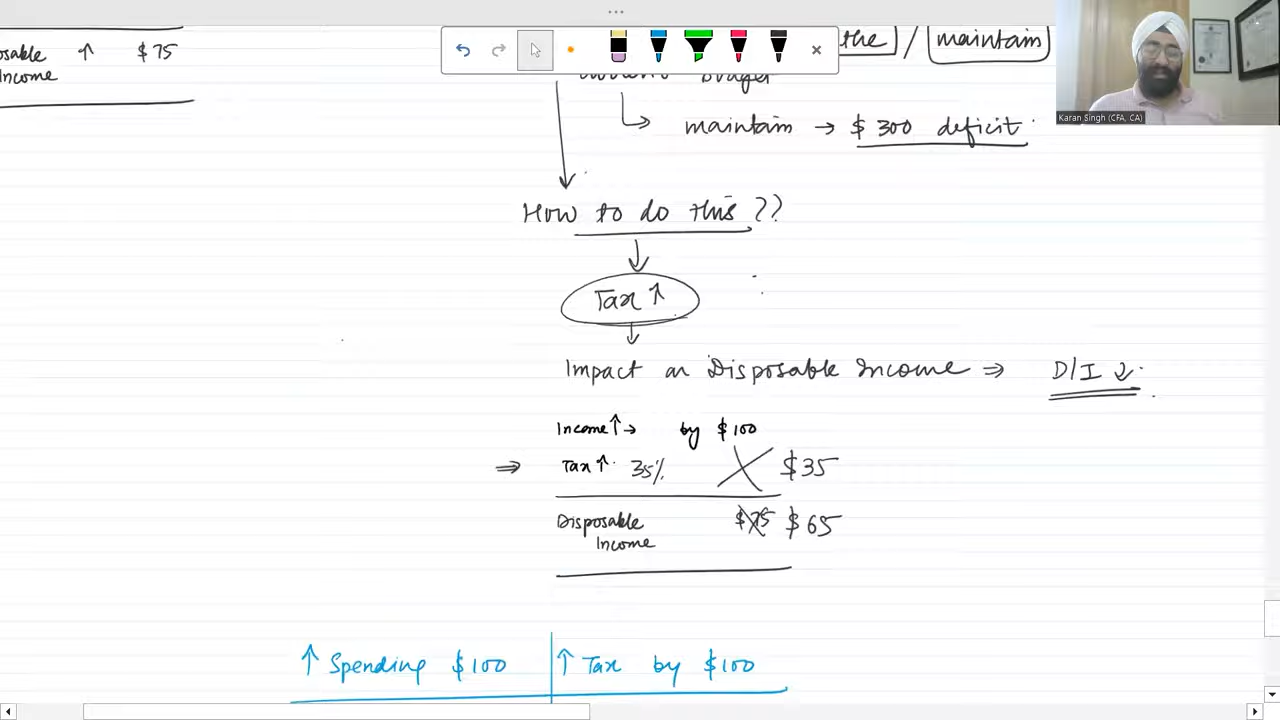 osable ↑ $75
ncome
the / maintain
maintain → $300 deficit
How to do this ??
Tax ↑
Impact on Disposable Income ⇒ D/I ↓
Income↑→ by $100
⇒ Tax↑ 35% $35
Disposable $75 $65
Income
↑ Spending $100 ↑ Tax by $100
Karan Singh (CFA, CA)